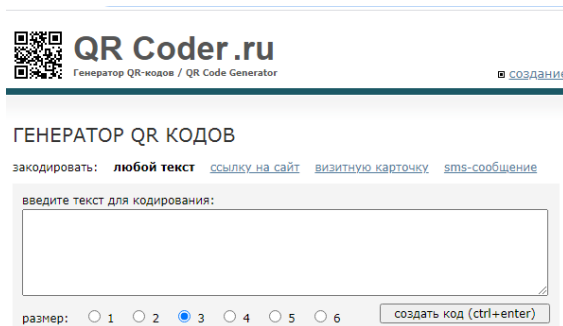 QR Coder.ru
Генератор QR-кодов / QR Code Generator
создание
ГЕНЕРАТОР QR КОДОВ
закодировать: любой текст ссылку на сайт визитную карточку sms-сообщение
введите текст для кодирования:
размер: 1 2 3 4 5 6 создать код (ctrl+enter)